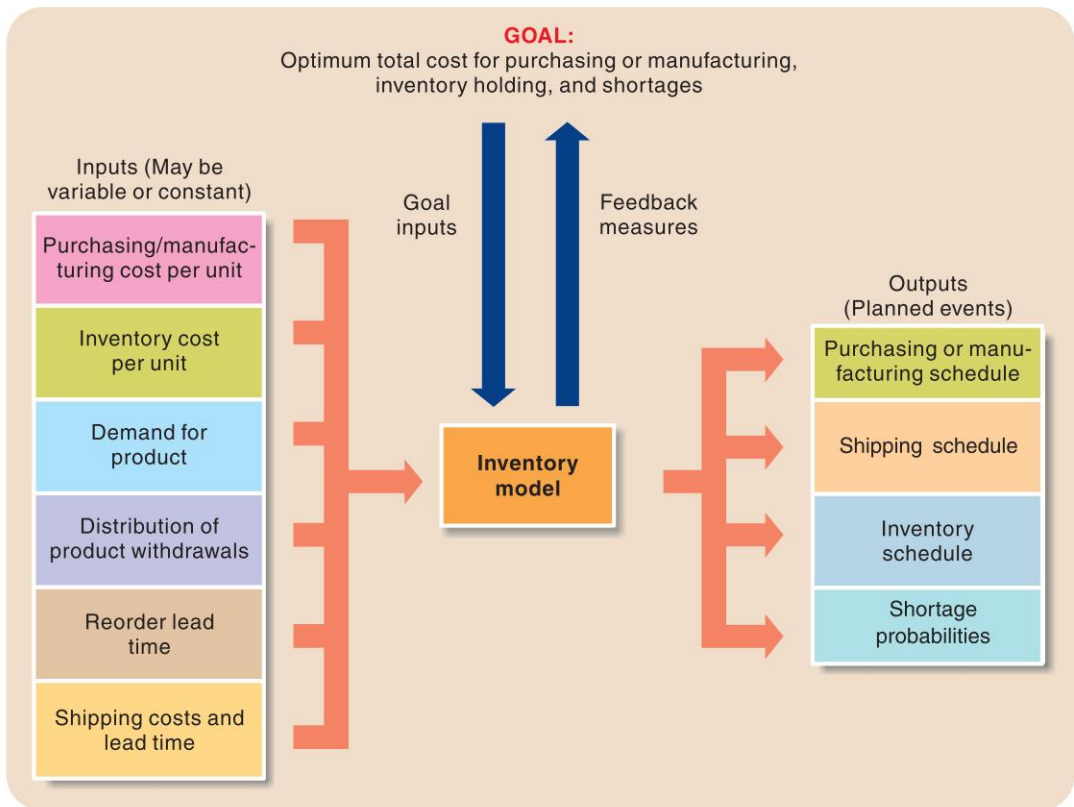 GOAL:
Optimum total cost for purchasing or manufacturing,
inventory holding, and shortages
Inputs (May be
variable or constant)
Purchasing/manufac-
turing cost per unit
Inventory cost
per unit
Demand for
product
Distribution of
product withdrawals
Reorder lead
time
Shipping costs and
lead time
Goal
inputs
Feedback
measures
Inventory
model
Outputs
(Planned events)
Purchasing or manu-
facturing schedule
Shipping schedule
Inventory
schedule
Shortage
probabilities